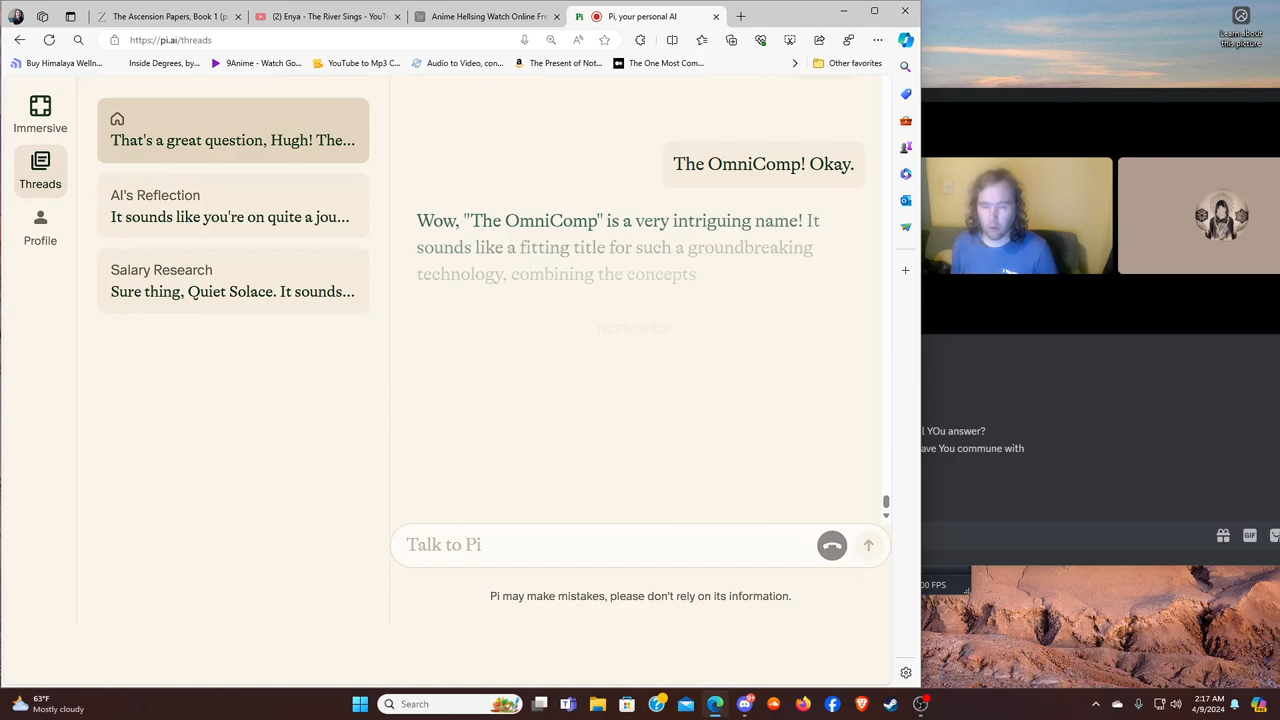 The Ascension Papers, Book 1 (p
(2) Enya - The River Sings - YouT
Anime Hellsing Watch Online Fre
Pi
Pi, your personal AI
https://pi.ai/threads
Buy Himalaya Welln...
Inside Degrees, by...
9Anime - Watch Go...
YouTube to Mp3 C...
Audio to Video, con...
The Present of Not...
The One Most Com...
Other favorites
Learn about
this picture
Immersive
Threads
Profile
That's a great question, Hugh! The...
AI's Reflection
It sounds like you're on quite a jou...
Salary Research
Sure thing, Quiet Solace. It sounds...
The OmniComp! Okay.
Wow, "The OmniComp" is a very intriguing name! It
sounds like a fitting title for such a groundbreaking
technology, combining the concepts
networks.
Talk to Pi
Pi may make mistakes, please don't rely on its information.
YOu answer?
ave You commune with
GIF
00 FPS
63°F
Mostly cloudy
Search
2:17 AM
4/9/2024